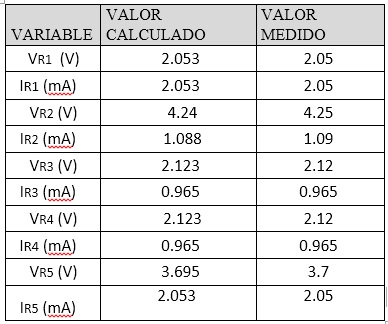 VARIABLE VALOR CALCULADO VALOR MEDIDO
VR1 (V) 2.053 2.05
IR1 (mA) 2.053 2.05
VR2 (V) 4.24 4.25
IR2 (mA) 1.088 1.09
VR3 (V) 2.123 2.12
IR3 (mA) 0.965 0.965
VR4 (V) 2.123 2.12
IR4 (mA) 0.965 0.965
VR5 (V) 3.695 3.7
IR5 (mA) 2.053 2.05